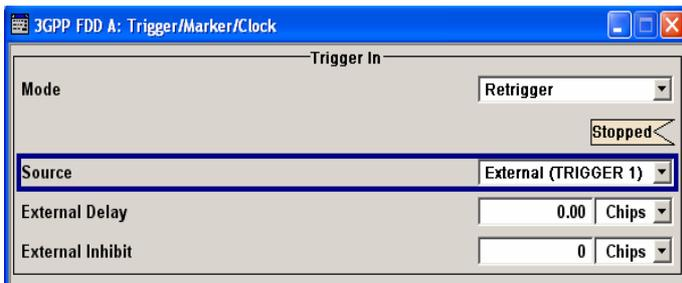 3GPP FDD A: Trigger/Marker/Clock
Trigger In
Mode Retrigger
Stopped
Source External (TRIGGER 1)
External Delay 0.00 Chips
External Inhibit 0 Chips